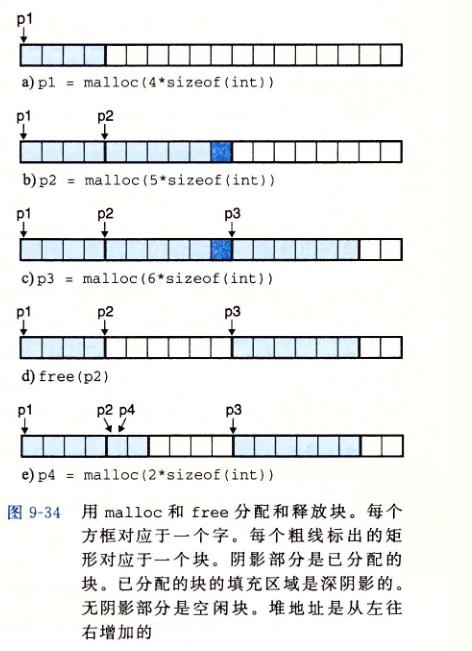 p1
a) p1 = malloc(4*sizeof(int))
p1 p2
b) p2 = malloc(5*sizeof(int))
p1 p2 p3
c) p3 = malloc(6*sizeof(int))
p1 p2 p3
d) free(p2)
p1 p2 p4 p3
e) p4 = malloc(2*sizeof(int))
图 9-34 用 malloc 和 free 分配和释放块。每个
方框对应于一个字。每个粗线标出的矩
形对应于一个块。阴影部分是已分配的
块。已分配的块的填充区域是深阴影的。
无阴影部分是空闲块。堆地址是从左往
右增加的